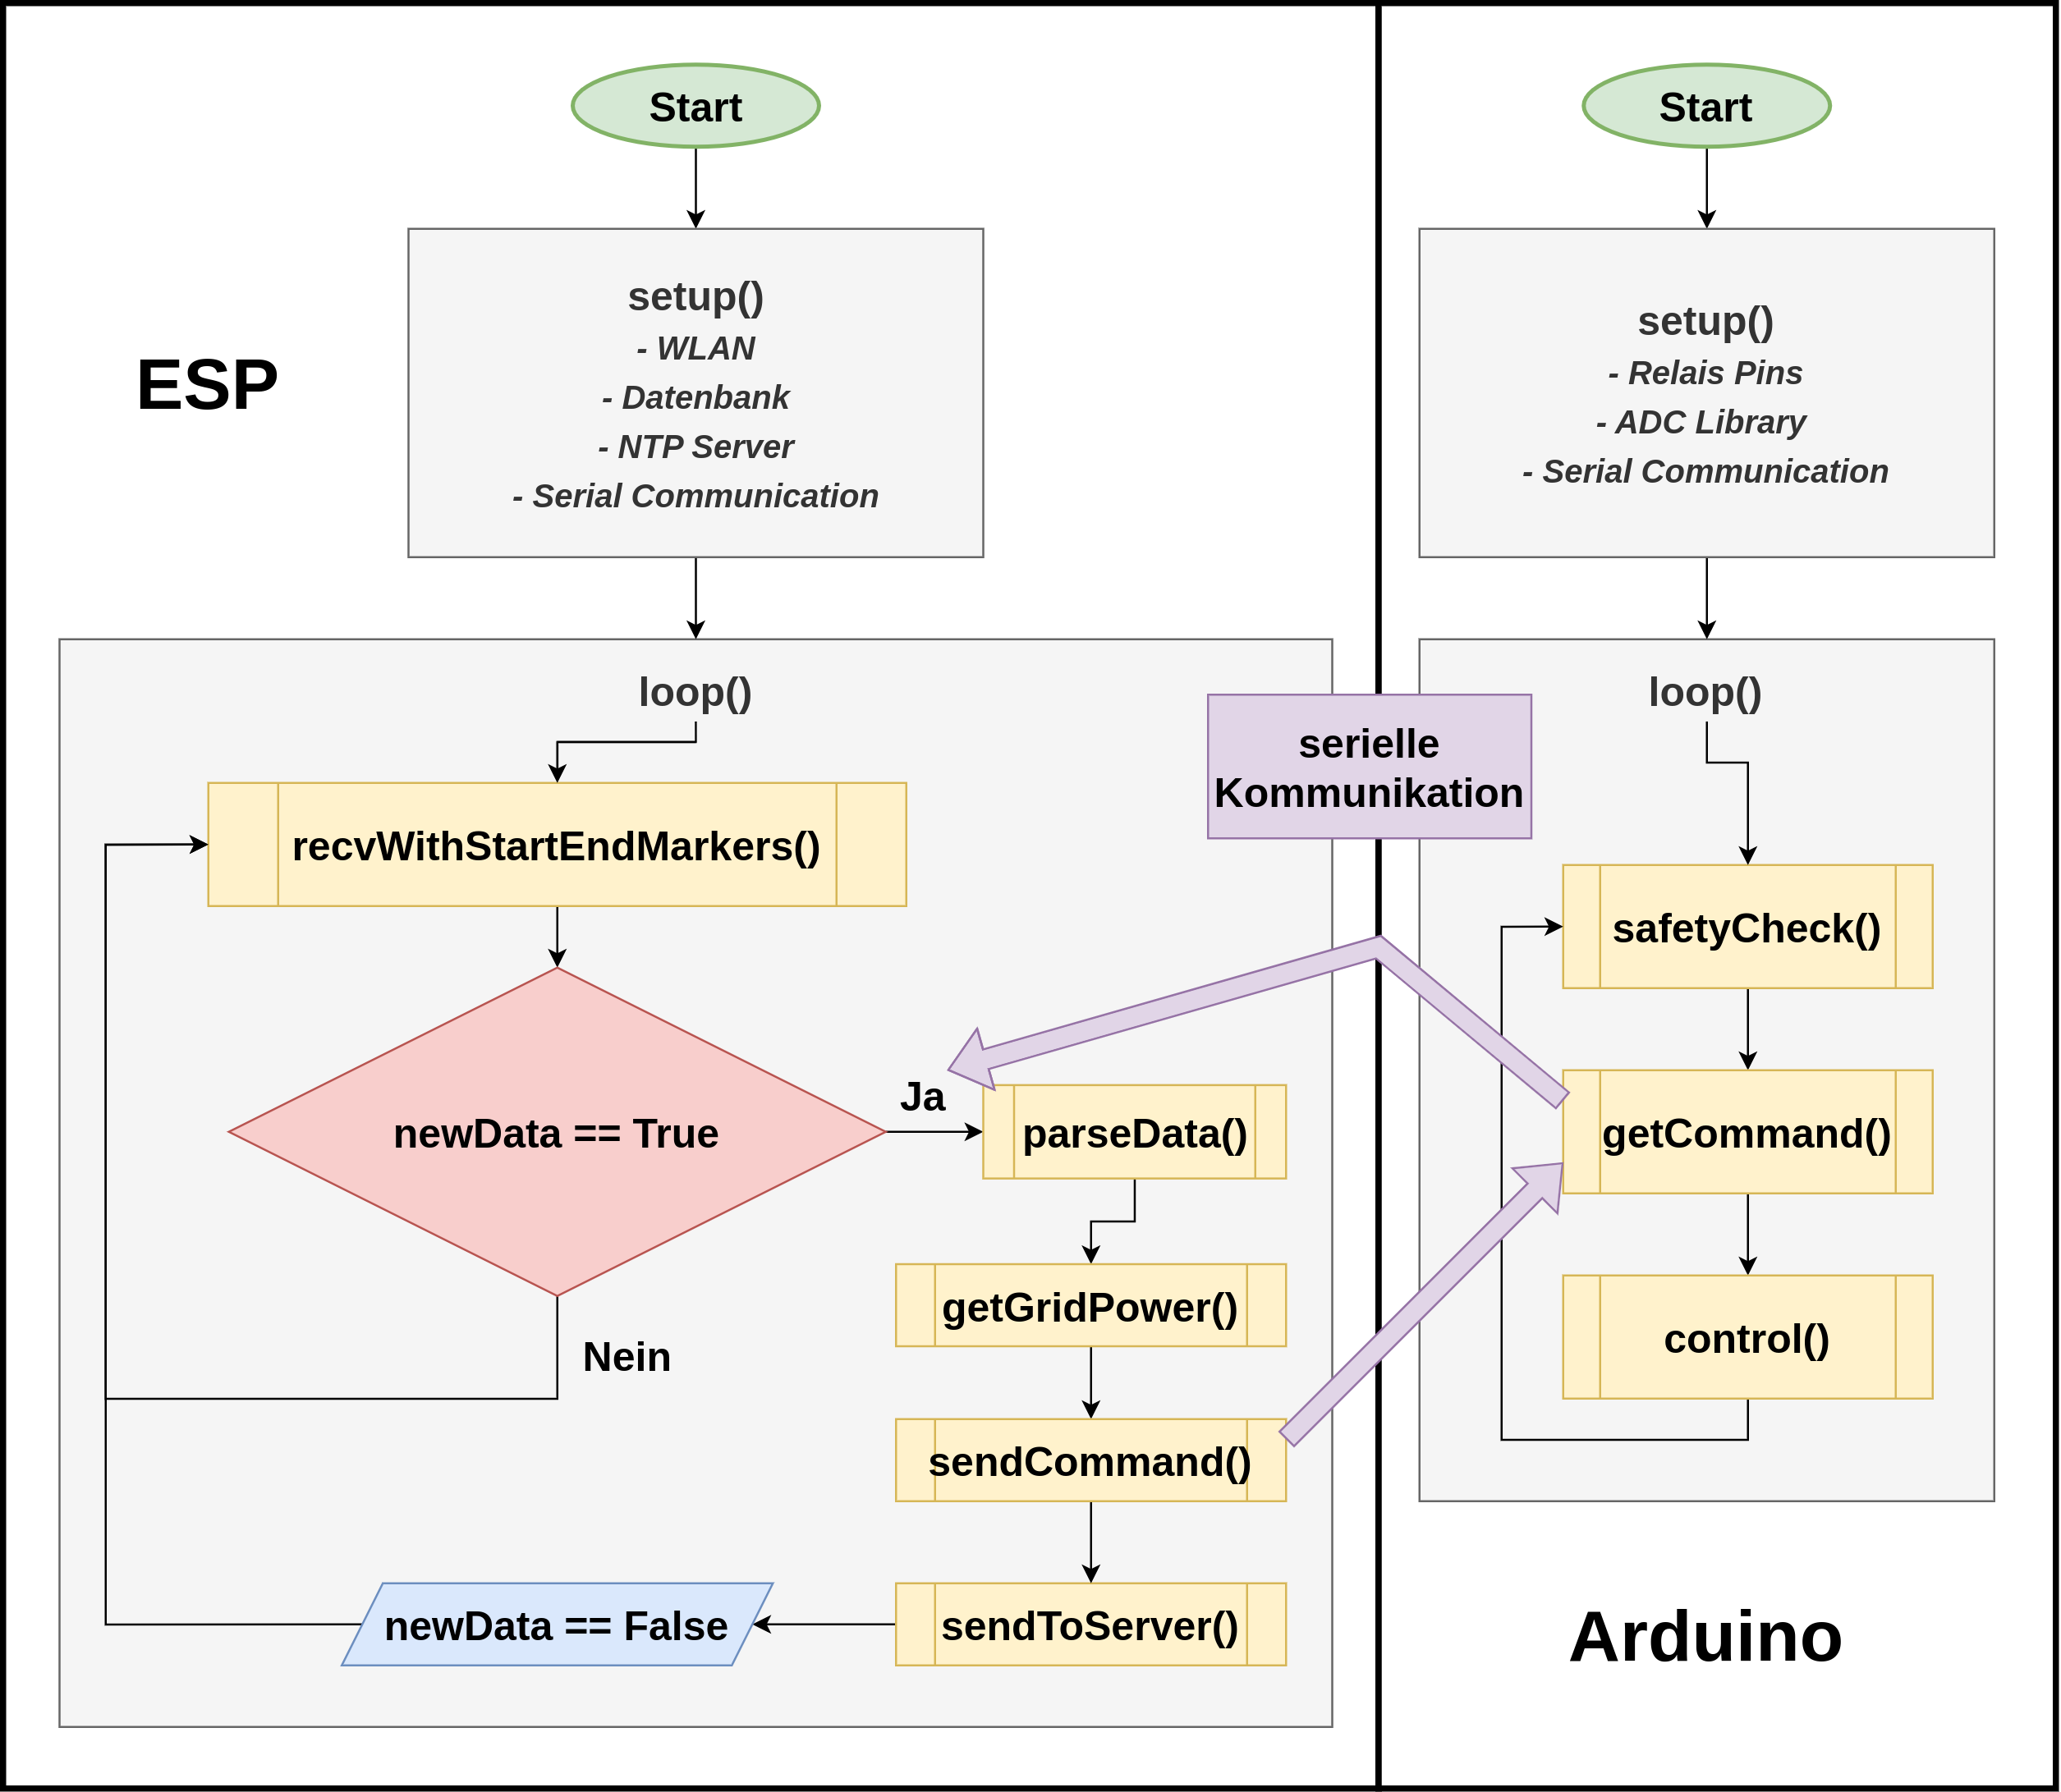 Start
setup()
- WLAN
- Datenbank
- NTP Server
- Serial Communication
ESP
loop()
recvWithStartEndMarkers()
newData == True
Ja
parseData()
getGridPower()
Nein
sendCommand()
sendToServer()
newData == False
serielle
Kommunikation
Start
setup()
- Relais Pins
- ADC Library
- Serial Communication
loop()
safetyCheck()
getCommand()
control()
Arduino